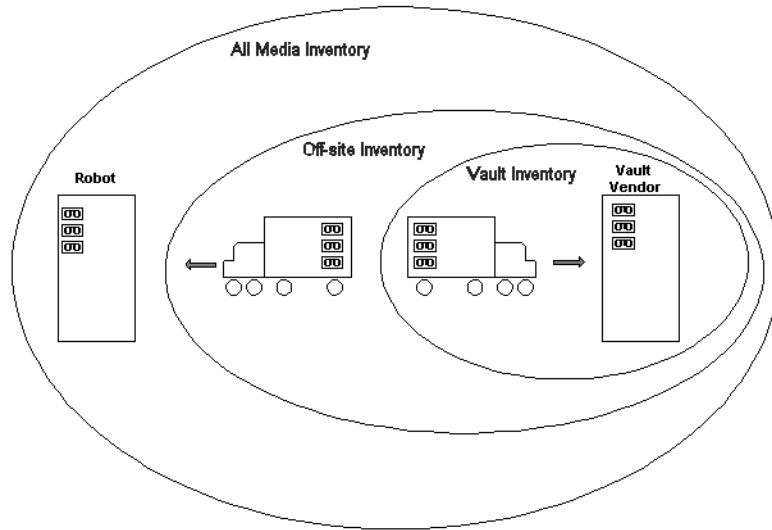 All Media Inventory
Off-site Inventory
Vault Inventory
Robot
Vault
Vendor